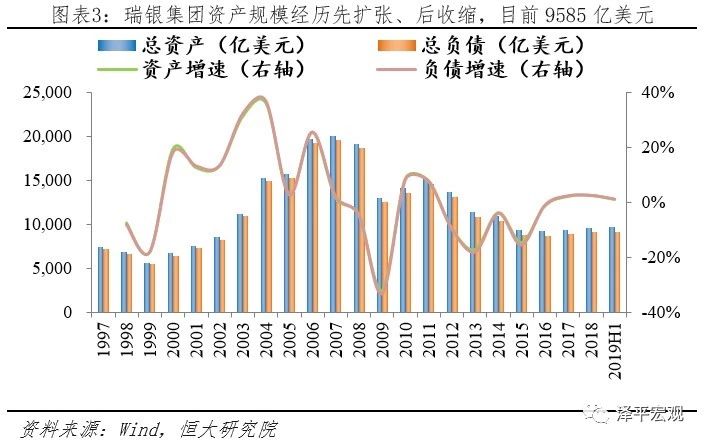 图表3：瑞银集团资产规模经历先扩张、后收缩，目前 9585 亿美元
总资产（亿美元） 总负债（亿美元）
资产增速（右轴） 负债增速（右轴）
25,000 40%
20,000 20%
15,000 0%
10,000
5,000 -20%
0 -40%
1997 1998 1999 2000 2001 2002 2003 2004 2005 2006 2007 2008 2009 2010 2011 2012 2013 2014 2015 2016 2017 2018 2019H1
泽平宏观
资料来源：Wind，恒大研究院